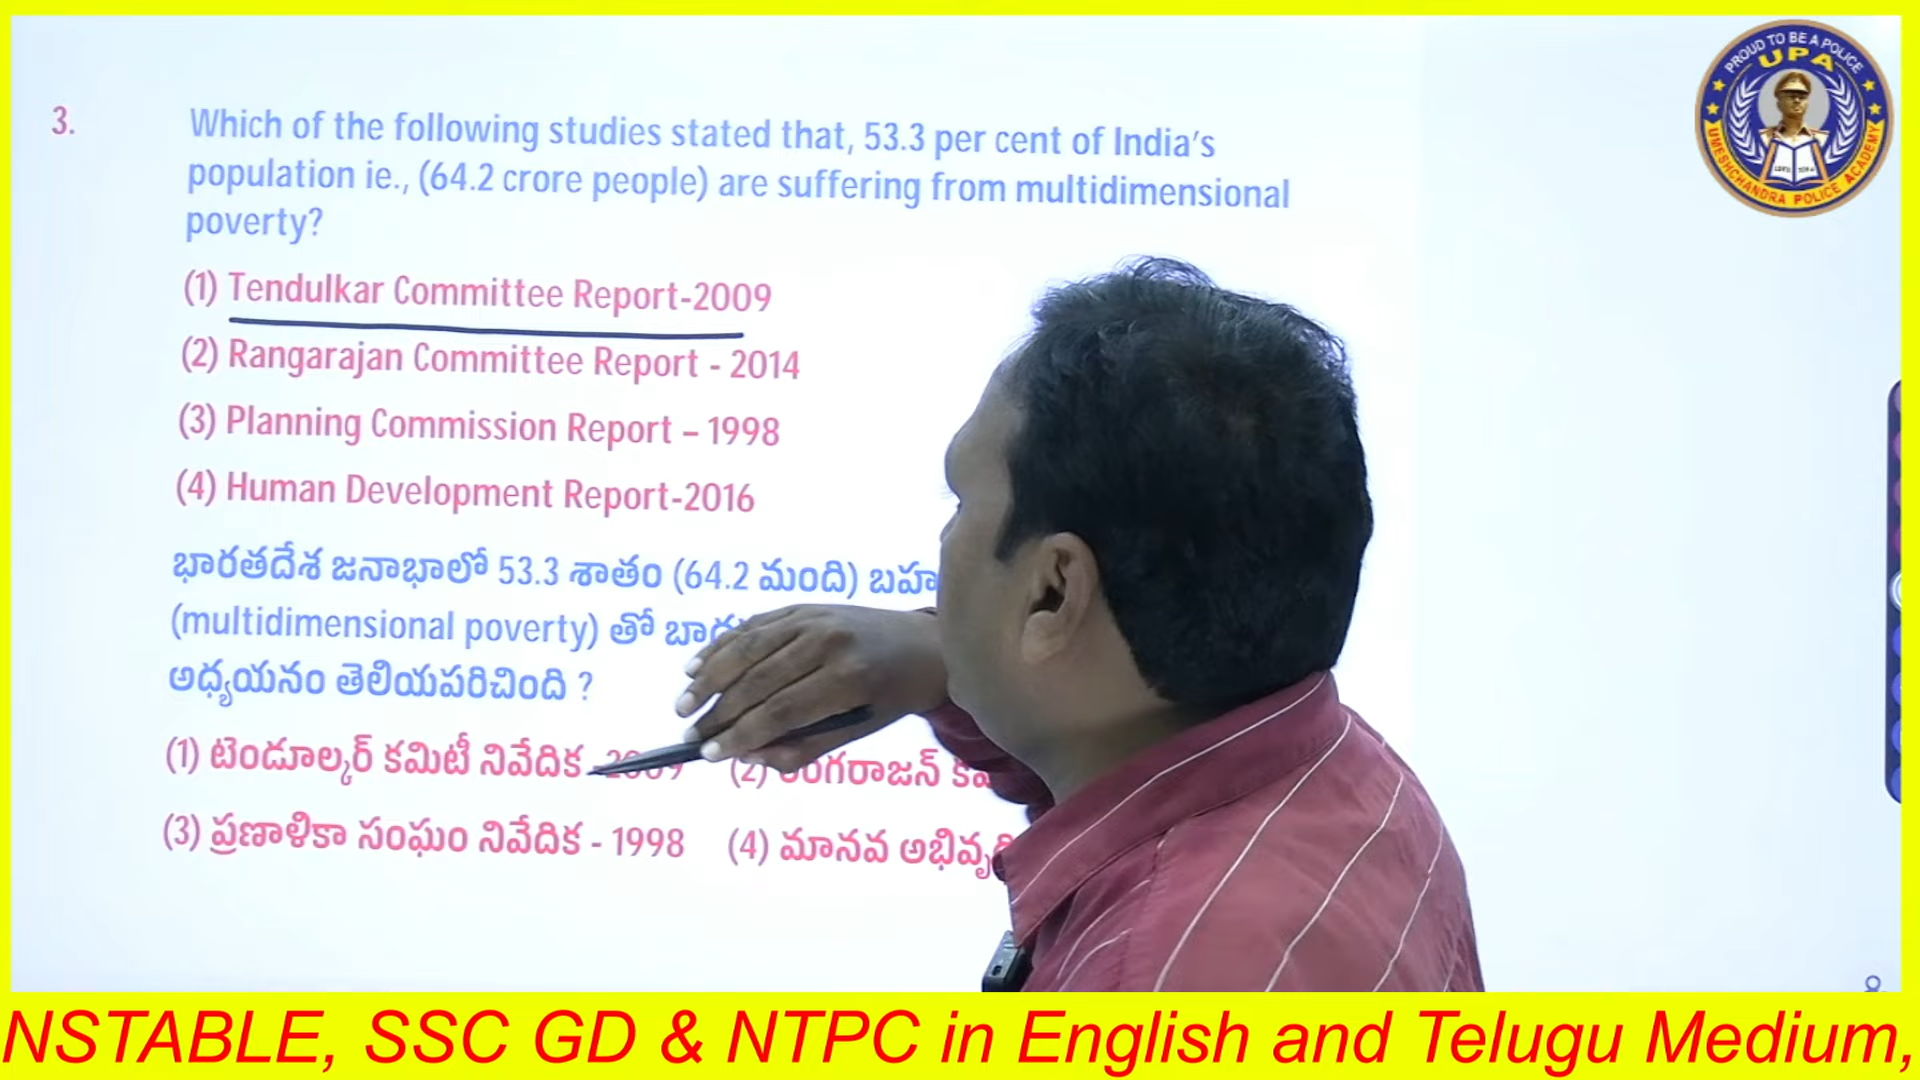 PROUD TO BE A POLICE
UPA
UMESHCHANDRA POLICE ACADEMY
3.
Which of the following studies stated that, 53.3 per cent of India's
population ie., (64.2 crore people) are suffering from multidimensional
poverty?
(1) Tendulkar Committee Report-2009
(2) Rangarajan Committee Report - 2014
(3) Planning Commission Report – 1998
(4) Human Development Report-2016
భారతదేశ జనాభాలో 53.3 శాతం (64.2 మంది)
(multidimensional poverty) తో
అధ్యయనం తెలియపరిచింది ?
(1) టెండూల్కర్ కమిటీ నివేదిక - 2009 (2) రంగరాజన్
(3) ప్రణాళికా సంఘం నివేదిక - 1998 (4) మానవ
NSTABLE, SSC GD & NTPC in English and Telugu Medium,